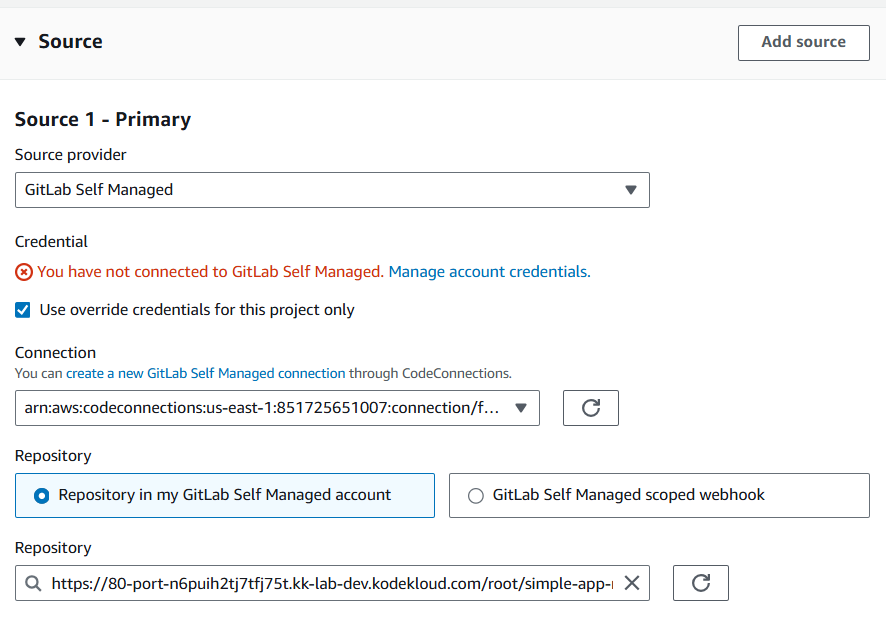 Source
Add source
Source 1 - Primary
Source provider
GitLab Self Managed
Credential
You have not connected to GitLab Self Managed. Manage account credentials.
Use override credentials for this project only
Connection
You can create a new GitLab Self Managed connection through CodeConnections.
arn:aws:codeconnections:us-east-1:851725651007:connection/f...
Repository
Repository in my GitLab Self Managed account
GitLab Self Managed scoped webhook
Repository
https://80-port-n6puih2tj7tfj75t.kk-lab-dev.kodekloud.com/root/simple-app-